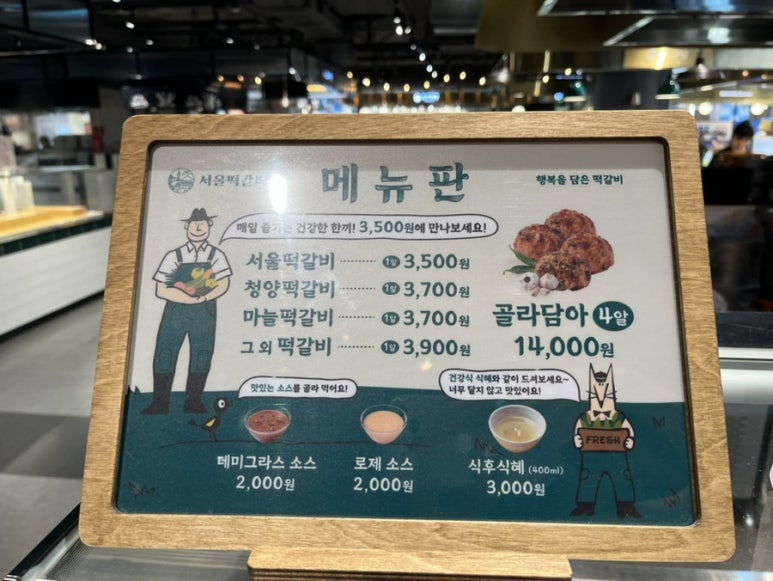 서울떡갈비
메뉴판
행복을 담은 떡갈비
매일 즐기는 건강한 한끼! 3,500원에 만나보세요!
서울떡갈비 1알 3,500원
청양떡갈비 1알 3,700원
마늘떡갈비 1알 3,700원
그 외 떡갈비 1알 3,900원
골라담아 4알
14,000원
맛있는 소스를 골라 먹어요!
건강식 식혜와 같이 드셔보세요~
너무 달지 않고 맛있어요!
FRESH
데미그라스 소스
2,000원
로제 소스
2,000원
식후식혜 (400ml)
3,000원